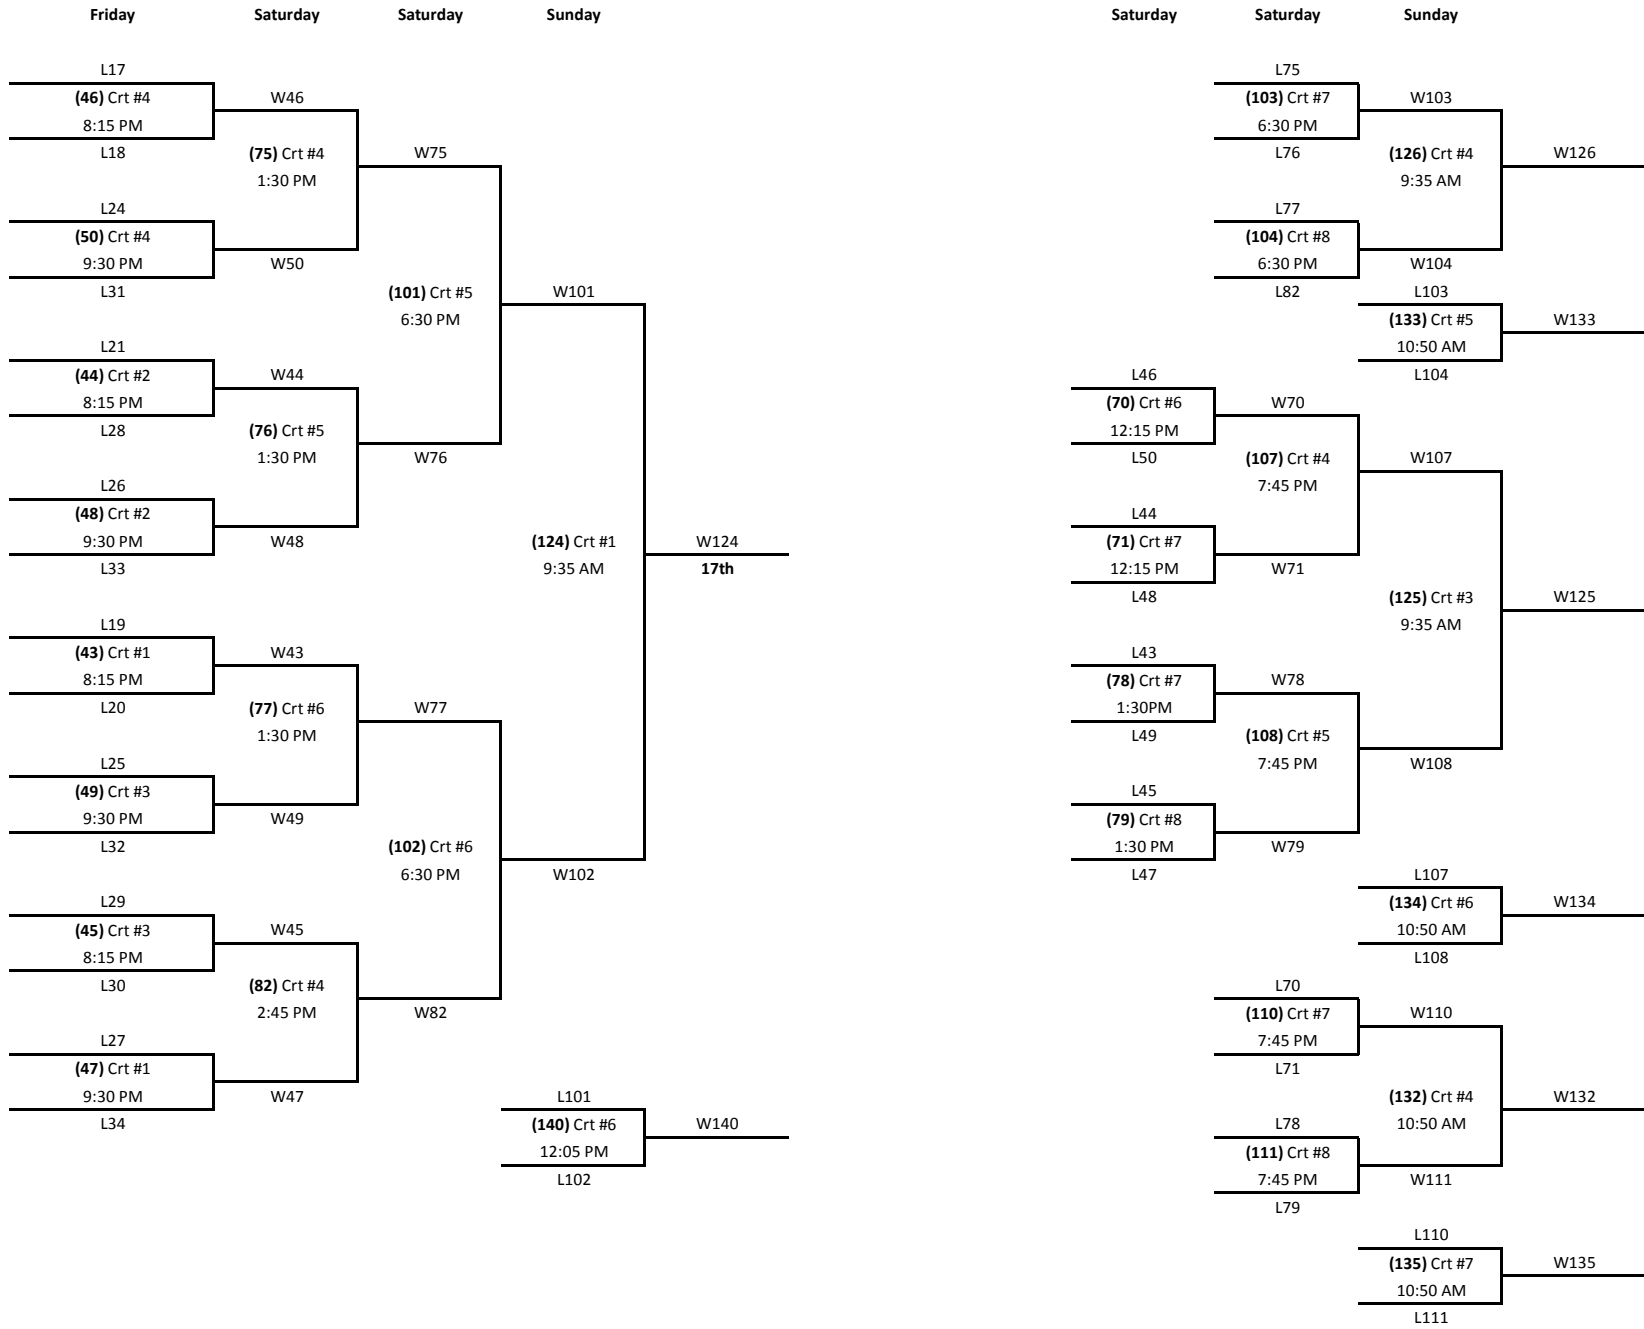 Friday Saturday Saturday Sunday Saturday Saturday Sunday
L17 L75
(46) Crt #4 W46 (103) Crt #7 W103
8:15 PM 6:30 PM
L18 (75) Crt #4 W75 L76 (126) Crt #4 W126
1:30 PM 9:35 AM
L24 L77
(50) Crt #4 (104) Crt #8
9:30 PM W50 6:30 PM W104
L31 (101) Crt #5 W101 L82 L103
6:30 PM (133) Crt #5 W133
L21 10:50 AM
(44) Crt #2 W44 L46 L104
8:15 PM (70) Crt #6 W70
L28 (76) Crt #5 12:15 PM
1:30 PM W76 L50 (107) Crt #4 W107
L26 7:45 PM
(48) Crt #2 L44
9:30 PM W48 (124) Crt #1 W124 (71) Crt #7
L33 9:35 AM 17th 12:15 PM W71
L48 (125) Crt #3 W125
L19 9:35 AM
(43) Crt #1 W43 L43
8:15 PM (78) Crt #7 W78
L20 (77) Crt #6 W77 1:30PM
1:30 PM L49 (108) Crt #5
L25 7:45 PM W108
(49) Crt #3 L45
9:30 PM W49 (79) Crt #8
L32 (102) Crt #6 1:30 PM W79
6:30 PM W102 L47 L107
L29 (134) Crt #6 W134
(45) Crt #3 W45 10:50 AM
8:15 PM L108
L30 (82) Crt #4 L70
2:45 PM W82 (110) Crt #7 W110
L27 7:45 PM
(47) Crt #1 L71
9:30 PM W47 L101 (132) Crt #4 W132
L34 (140) Crt #6 W140 L78 10:50 AM
12:05 PM (111) Crt #8
L102 7:45 PM W111
L79
L110
(135) Crt #7 W135
10:50 AM
L111